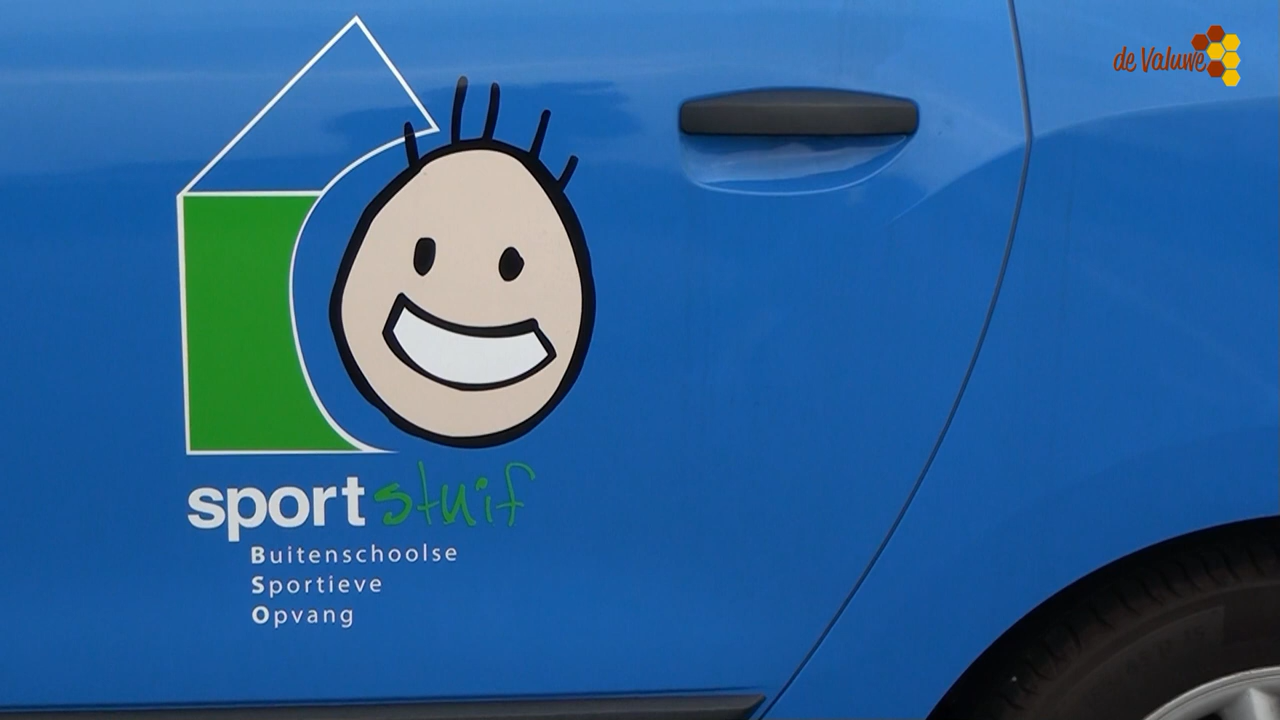 de Valuwe
sport stuif
Buitenschoolse
Sportieve
Opvang